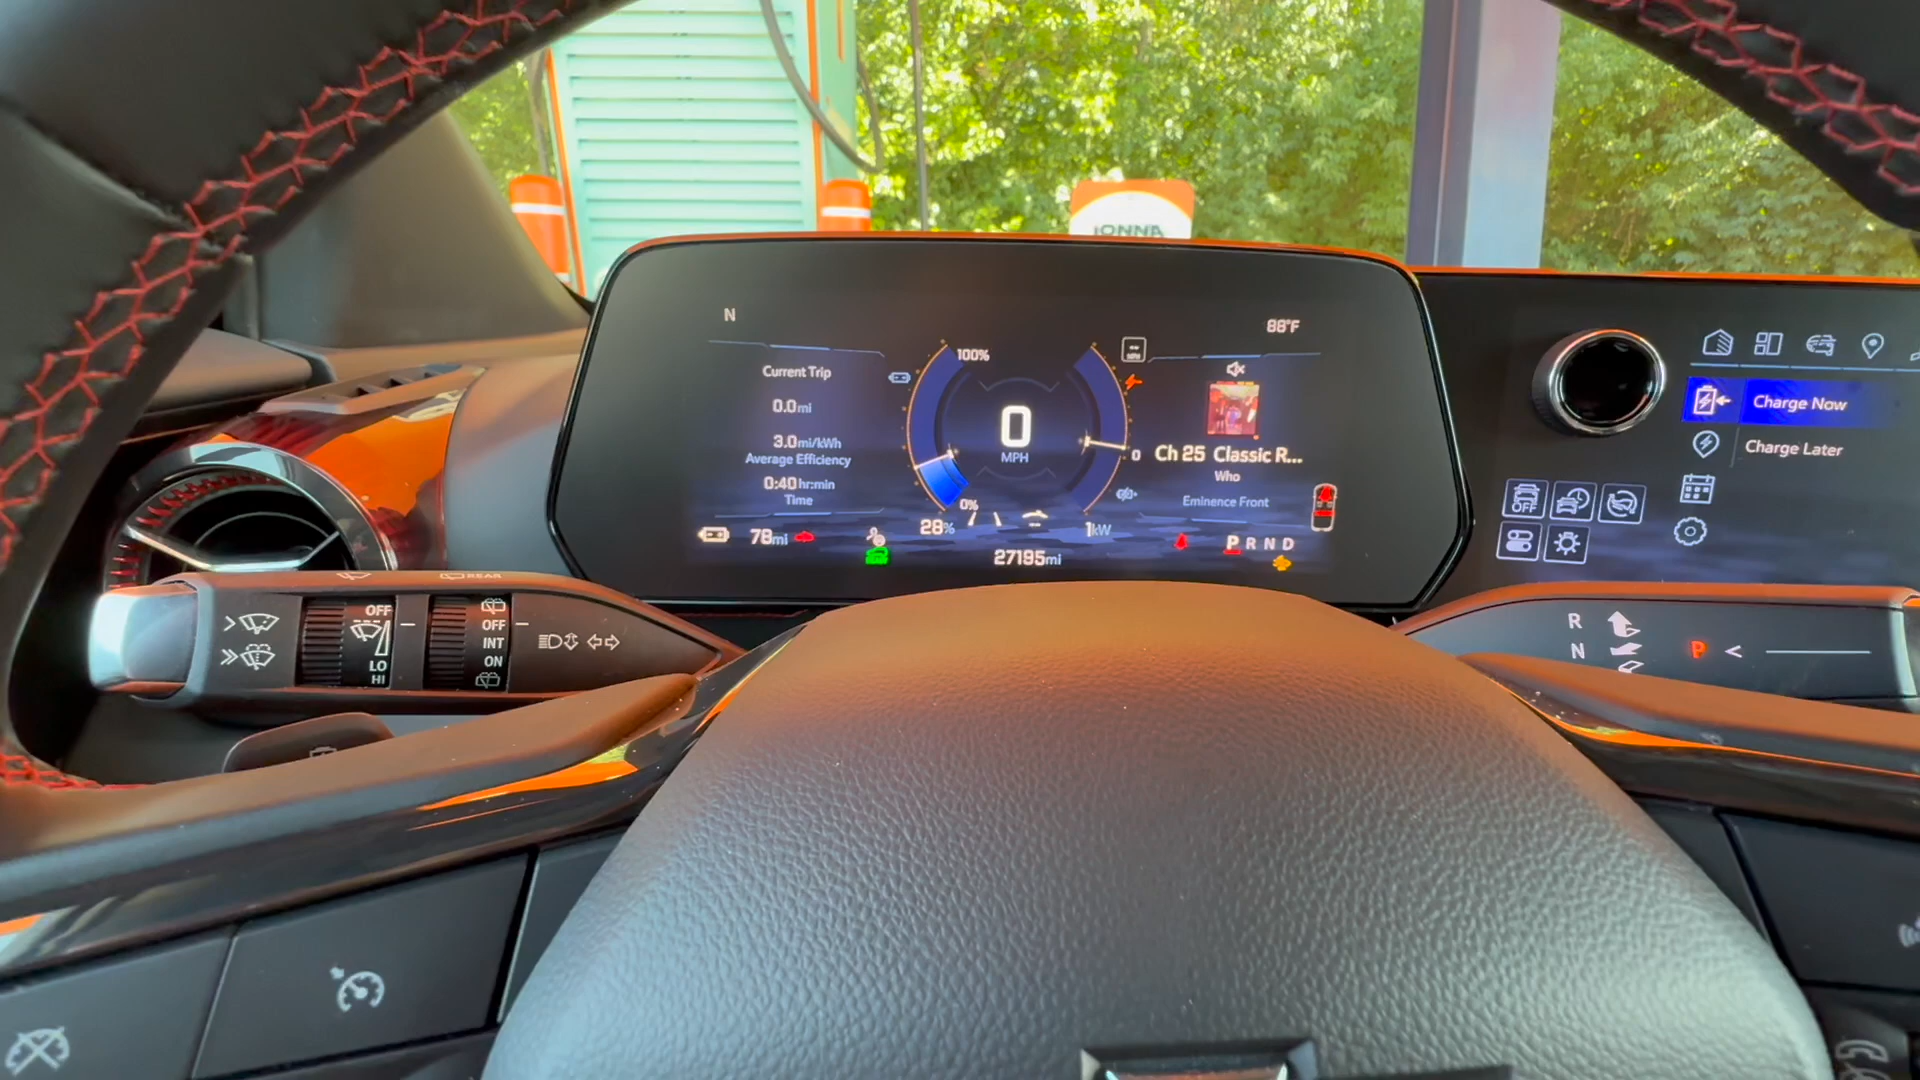 IONNA
N
88°F
Current Trip
0.0mi
3.0mi/kWh
Average Efficiency
0:40hr:min
Time
78mi
100%
0%
28%
0
MPH
27195mi
0
1kW
Ch 25 Classic R...
Who
Eminence Front
P R N D
Charge Now
Charge Later
OFF
REAR
OFF
LO
HI
OFF
INT
ON
R
N
P